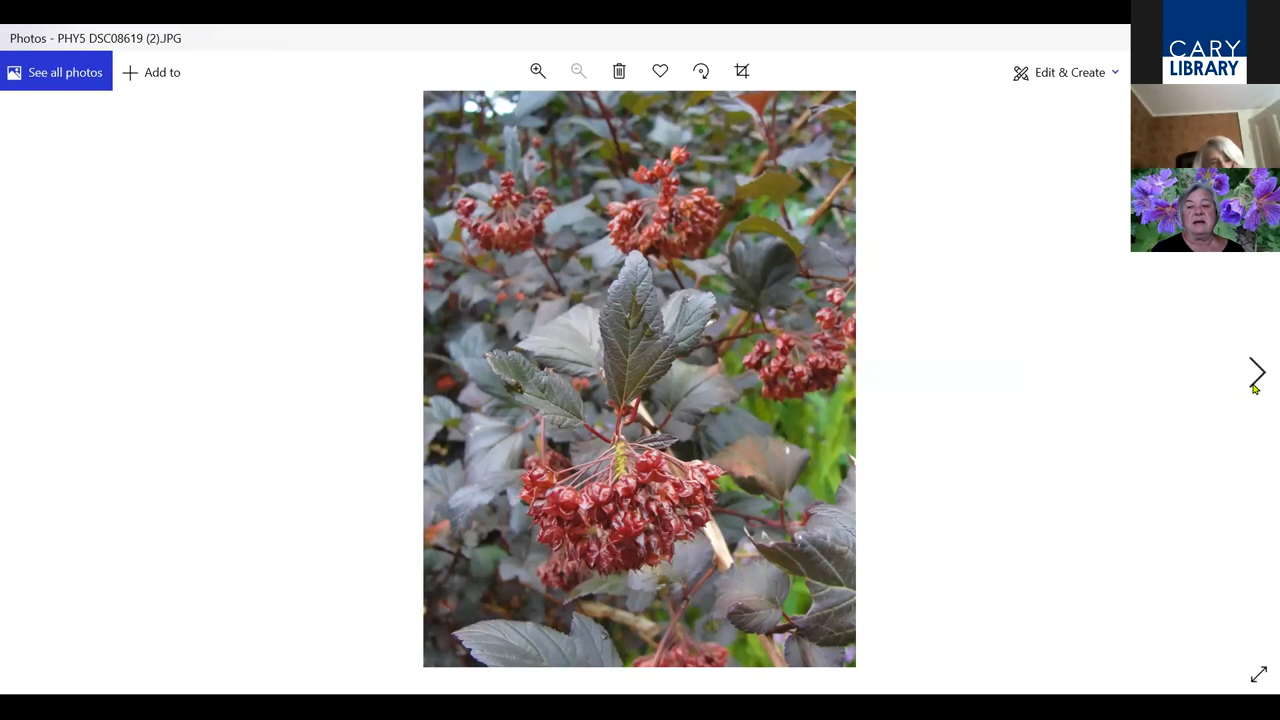 Photos - PHY5 DSC08619 (2).JPG
See all photos
Add to
Edit & Create
CARY
LIBRARY